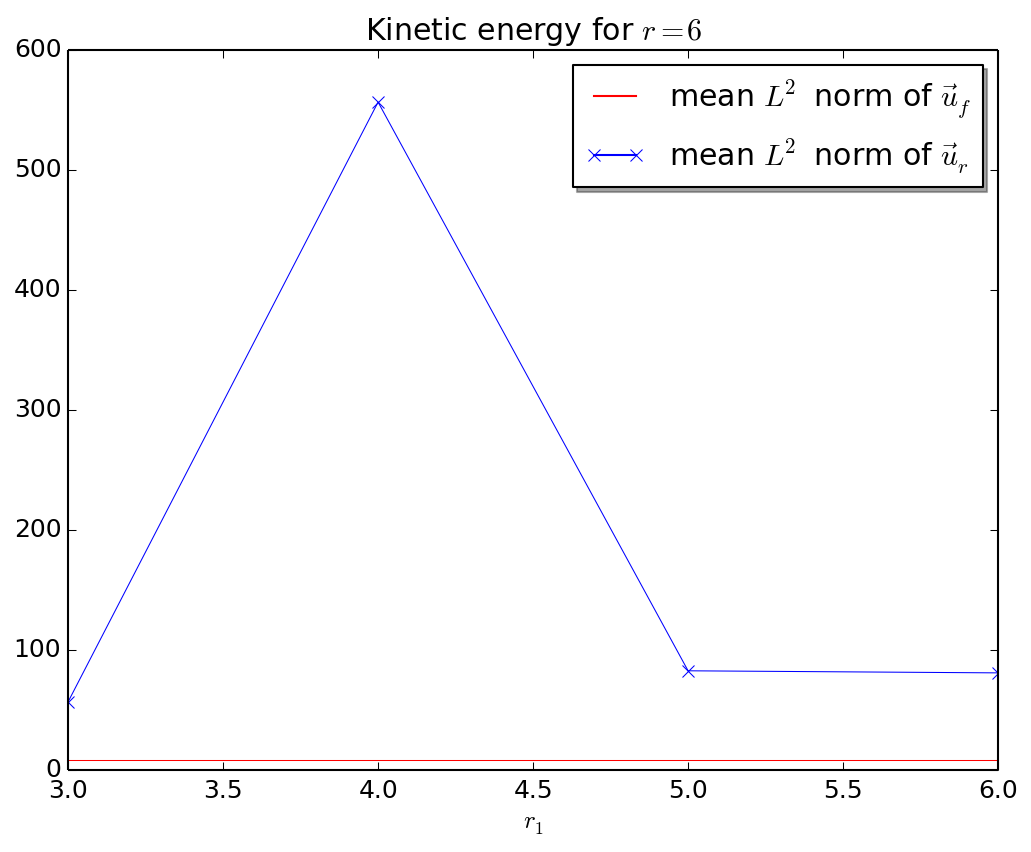 Kinetic energy for r = 6
600
mean L² norm of u⃗_f
mean L² norm of u⃗_r
500
400
300
200
100
0
3.0 3.5 4.0 4.5 5.0 5.5 6.0
r₁